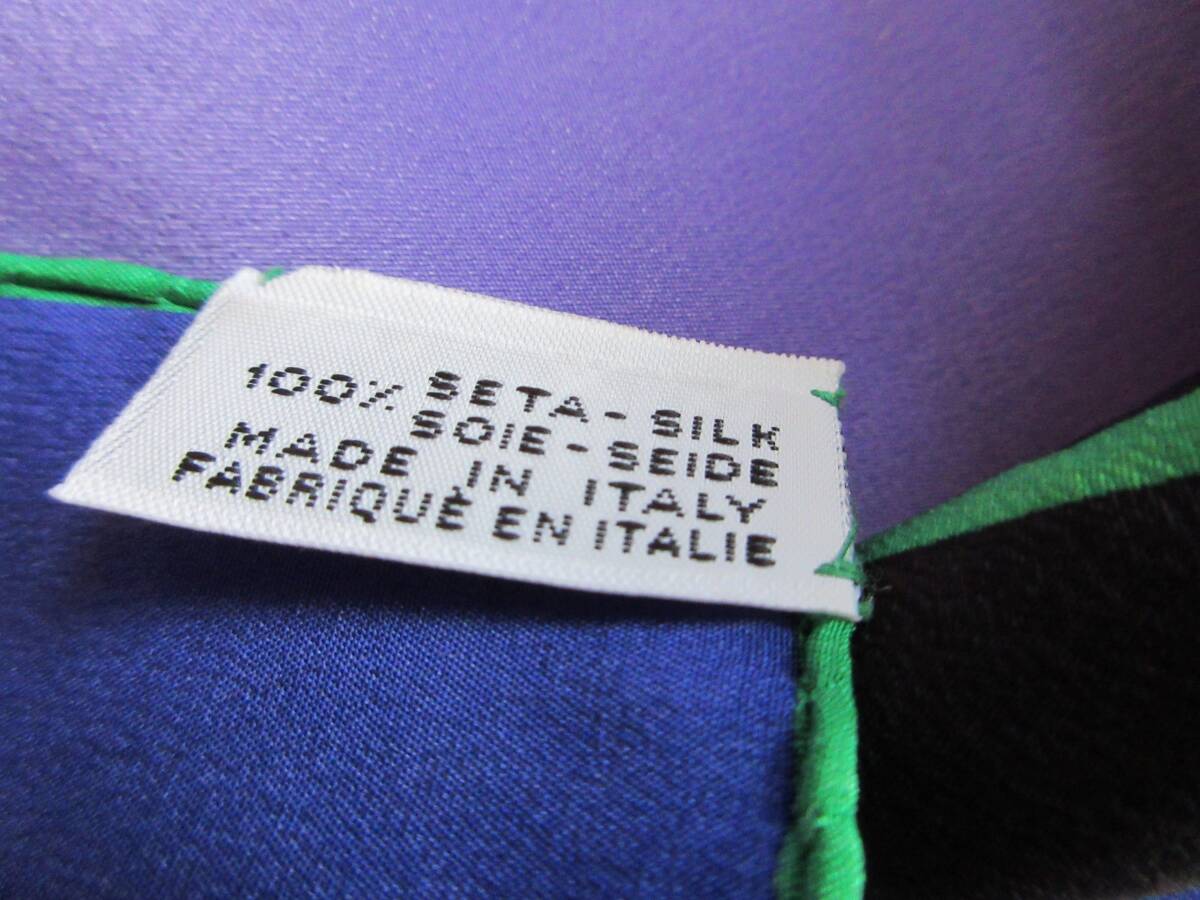 100% SETA - SILK
SOIE - SEIDE
MADE IN ITALY
FABRIQUÉ EN ITALIE